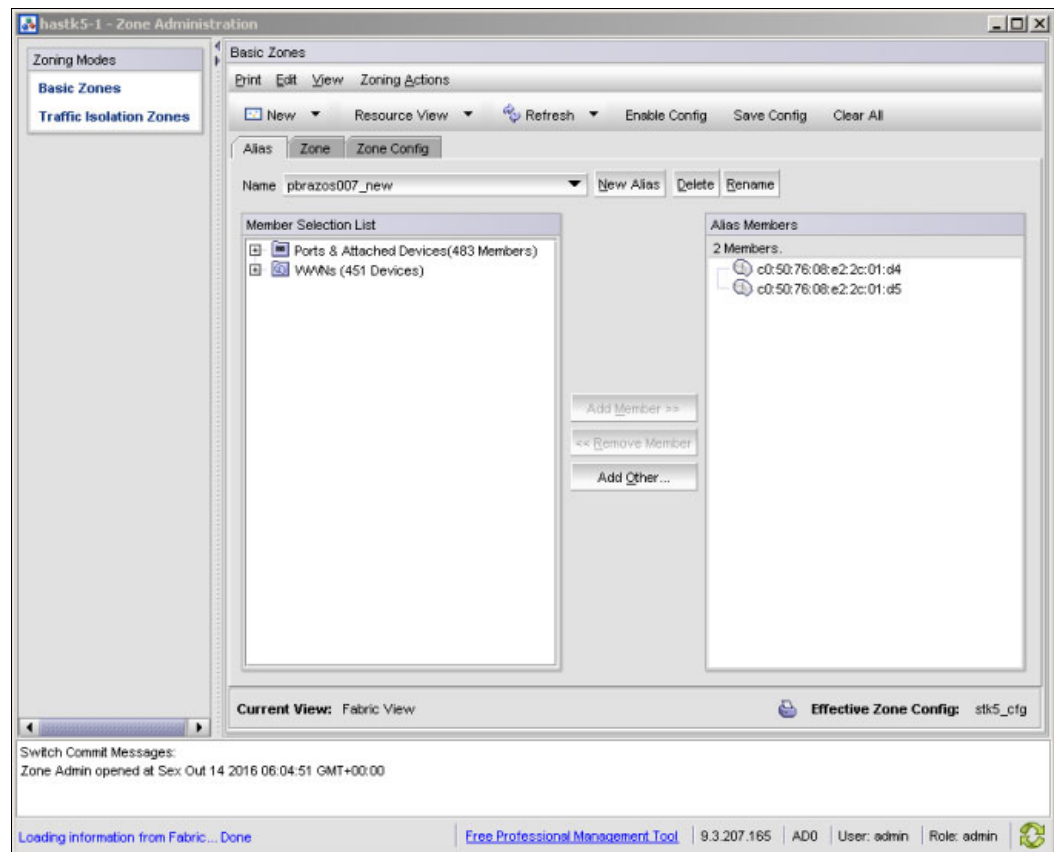 hastk5-1 - Zone Administration
Zoning Modes
Basic Zones
Traffic Isolation Zones
Basic Zones
Print Edit View Zoning Actions
New Resource View Refresh Enable Config Save Config Clear All
Alias Zone Zone Config
Name pbrazos007_new New Alias Delete Rename
Member Selection List
Ports & Attached Devices(483 Members)
WWNs (451 Devices)
Add Member >>
<< Remove Member
Add Other...
Alias Members
2 Members.
c0:50:76:08:e2:2c:01:d4
c0:50:76:08:e2:2c:01:d5
Current View: Fabric View Effective Zone Config: stk5_cfg
Switch Commit Messages:
Zone Admin opened at Sex Out 14 2016 06:04:51 GMT+00:00
Loading information from Fabric... Done Free Professional Management Tool 9.3.207.165 AD0 User: admin Role: admin